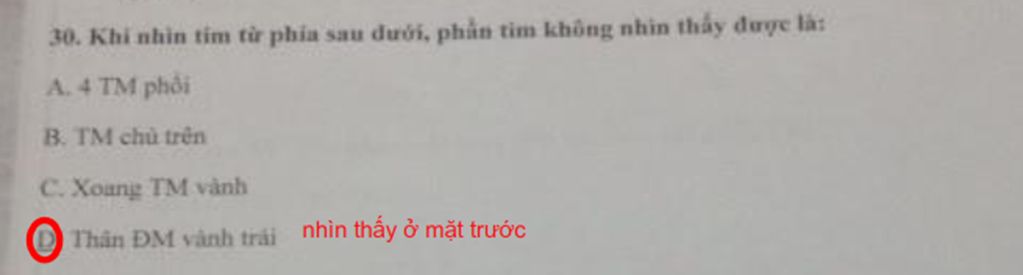 30. Khi nhìn tim từ phía sau dưới, phần tim không nhìn thấy được là:
A. 4 TM phổi
B. TM chủ trên
C. Xoang TM vành
D Thân ĐM vành trái nhìn thấy ở mặt trước